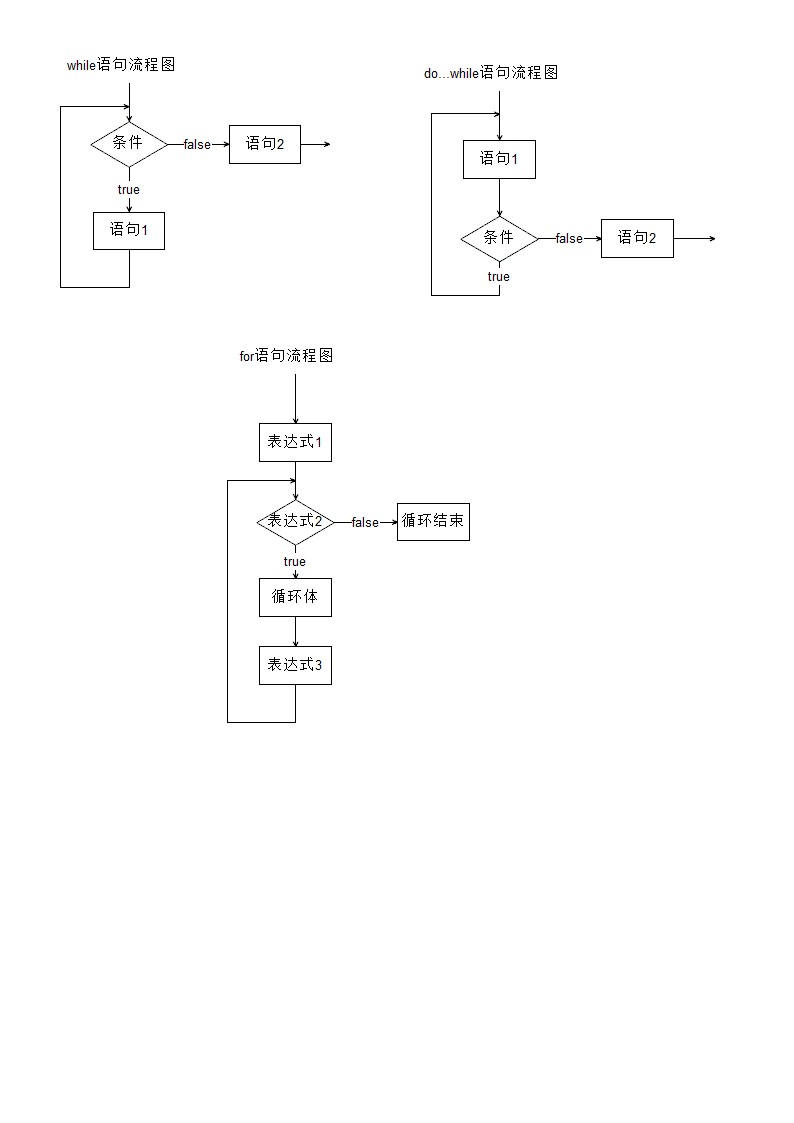 while语句流程图
条件
false
语句2
true
语句1
do...while语句流程图
语句1
条件
false
语句2
true
for语句流程图
表达式1
表达式2
false
循环结束
true
循环体
表达式3